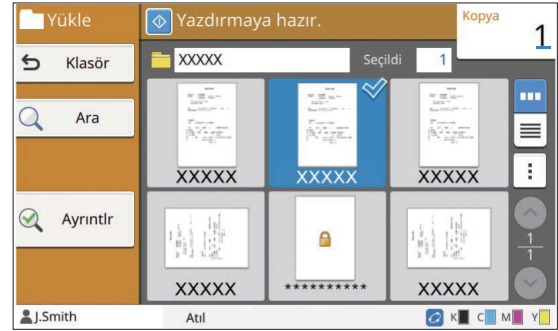 Yükle
Yazdırmaya hazır.
Kopya
1
Klasör
XXXXX
Seçildi
1
Ara
XXXXX
XXXXX
XXXXX
Ayrıntlr
1
1
XXXXX
**********
XXXXX
J.Smith
Atıl
K
C
M
Y